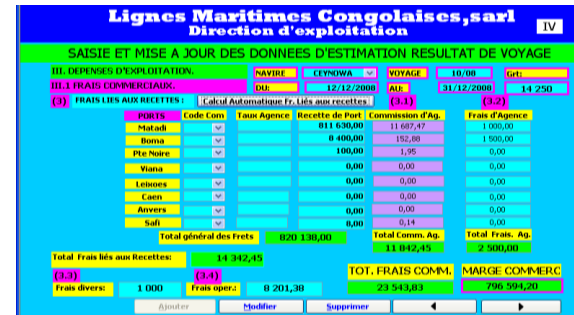 Lignes Maritimes Congolaises,sarl
Direction d'exploitation
IV
SAISIE ET MISE A JOUR DES DONNEES D'ESTIMATION RESULTAT DE VOYAGE
III. DEPENSES D'EXPLOITATION. NAVIRE CEYNOWA VOYAGE 10/08 Grt:
III.1 FRAIS COMMERCIAUX. DU: 12/12/2008 AU: 31/12/2008 14 250
(3) FRAIS LIES AUX RECETTES : Calcul Automatique Fr. Liés aux recettes (3.1) (3.2)
PORTS Code Com Taux Agence Recette de Port Commission d'Ag. Frais d'Agence
Matadi 811 630,00 11 687,47 1 000,00
Boma 8 400,00 152,88 1 500,00
Pte Noire 100,00 1,95 0,00
Viana 0,00 0,00 0,00
Leixoes 0,00 0,00 0,00
Caen 0,00 0,00 0,00
Anvers 0,00 0,00 0,00
Safi 8,00 0,14 0,00
Total général des Frets 820 138,00 Total Comm. Ag. Total Frais. Ag.
11 842,45 2 500,00
Total Frais liés aux Recettes: 14 342,45
(3.3) (3.4) TOT. FRAIS COMM. MARGE COMMERC
Frais divers: 1 000 Frais oper.: 8 201,38 23 543,83 796 594,20
Ajouter Modifier Supprimer